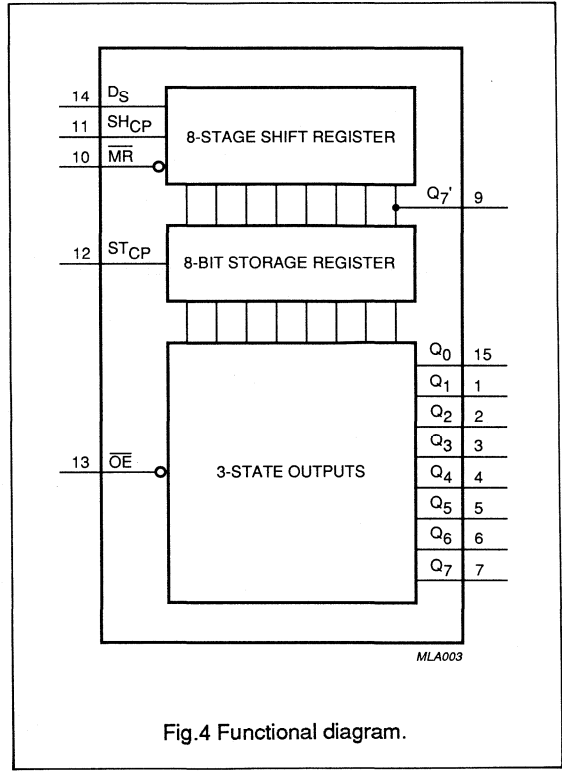 14 DS
11 SHCP
10 MR
8-STAGE SHIFT REGISTER
Q7' 9
12 STCP
8-BIT STORAGE REGISTER
Q0 15
Q1 1
Q2 2
Q3 3
13 OE
3-STATE OUTPUTS
Q4 4
Q5 5
Q6 6
Q7 7
MLA003
Fig.4 Functional diagram.